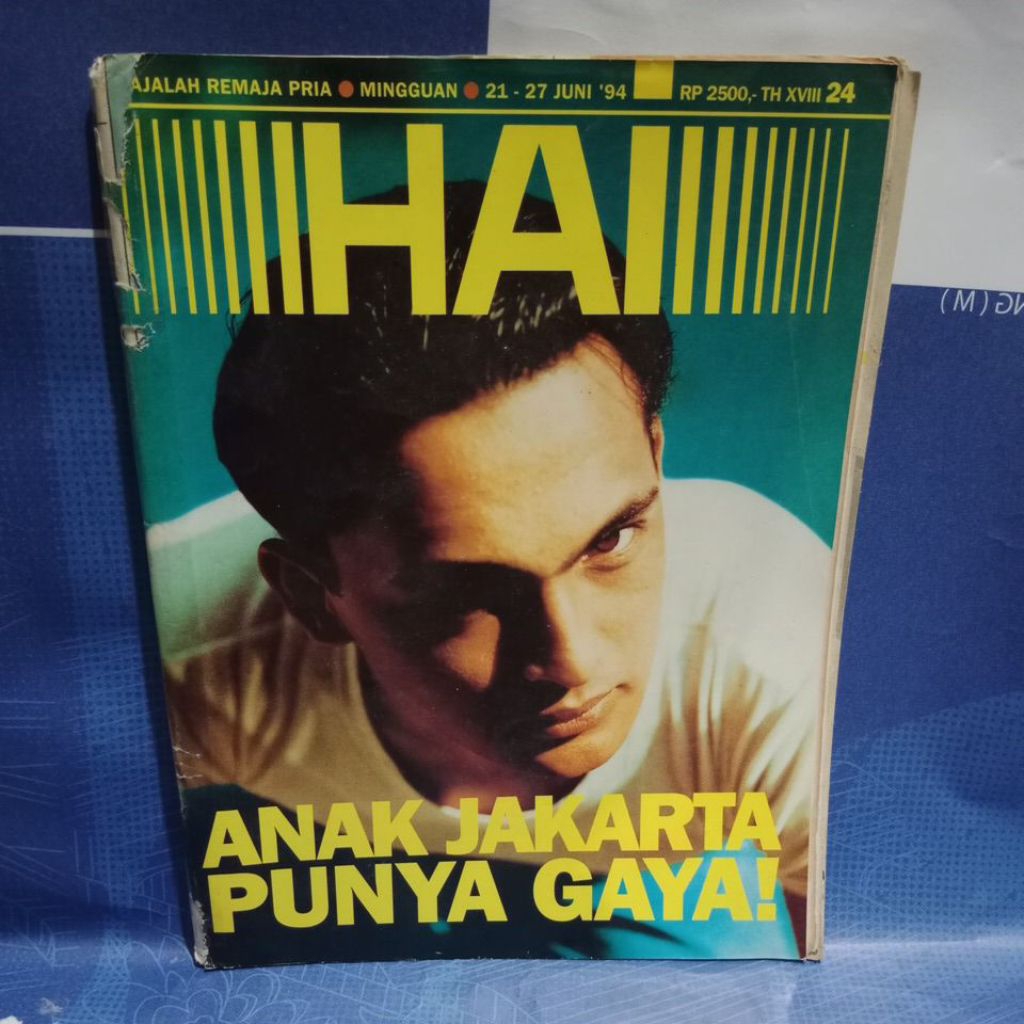 AJALAH REMAJA PRIA ● MINGGUAN ● 21 - 27 JUNI '94 RP 2500,- TH XVIII 24
HAI
ANAK JAKARTA
PUNYA GAYA!